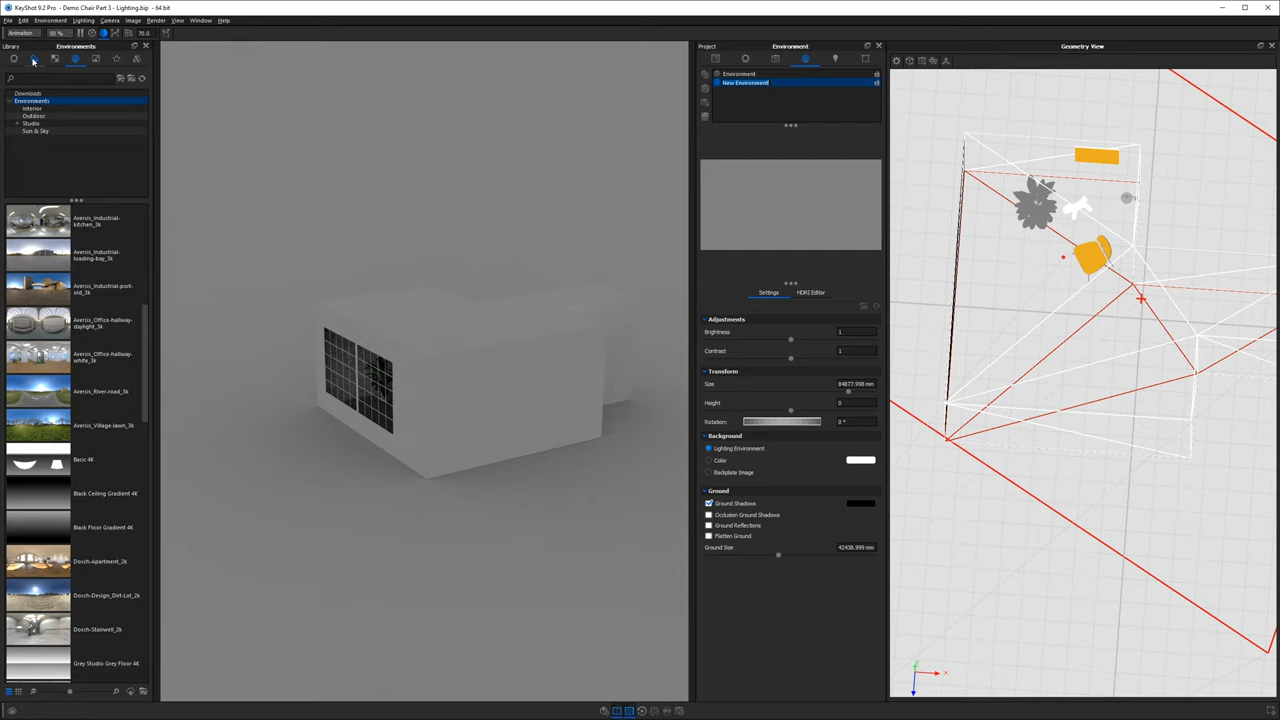 KeyShot 9.2 Pro - Demo Chair Part 3 - Lighting.bip - 64 bit
File Edit Environment Lighting Camera Image Render View Window Help
Animation 50 % 70.0
Library Environments
Downloads
Environments
Interior
Outdoor
Studio
Sun & Sky
Aversis_Industrial-
kitchen_3k
Aversis_Industrial-
loading-bay_3k
Aversis_Industrial-port-
old_3k
Aversis_Office-hallway-
daylight_3k
Aversis_Office-hallway-
white_3k
Aversis_River-road_3k
Aversis_Village-lawn_3k
Basic 4K
Black Ceiling Gradient 4K
Black Floor Gradient 4K
Dosch-Apartment_2k
Dosch-Design_Dirt-Lot_2k
Dosch-Stairwell_2k
Grey Studio Grey Floor 4K
Project Environment
Environment
New Environment
Settings HDRI Editor
Adjustments
Brightness 1
Contrast 1
Transform
Size 84877.998 mm
Height 0
Rotation: 0 °
Background
Lighting Environment
Color
Backplate Image
Ground
Ground Shadows
Occlusion Ground Shadows
Ground Reflections
Flatten Ground
Ground Size 42438.999 mm
Geometry View
Y
X
Z